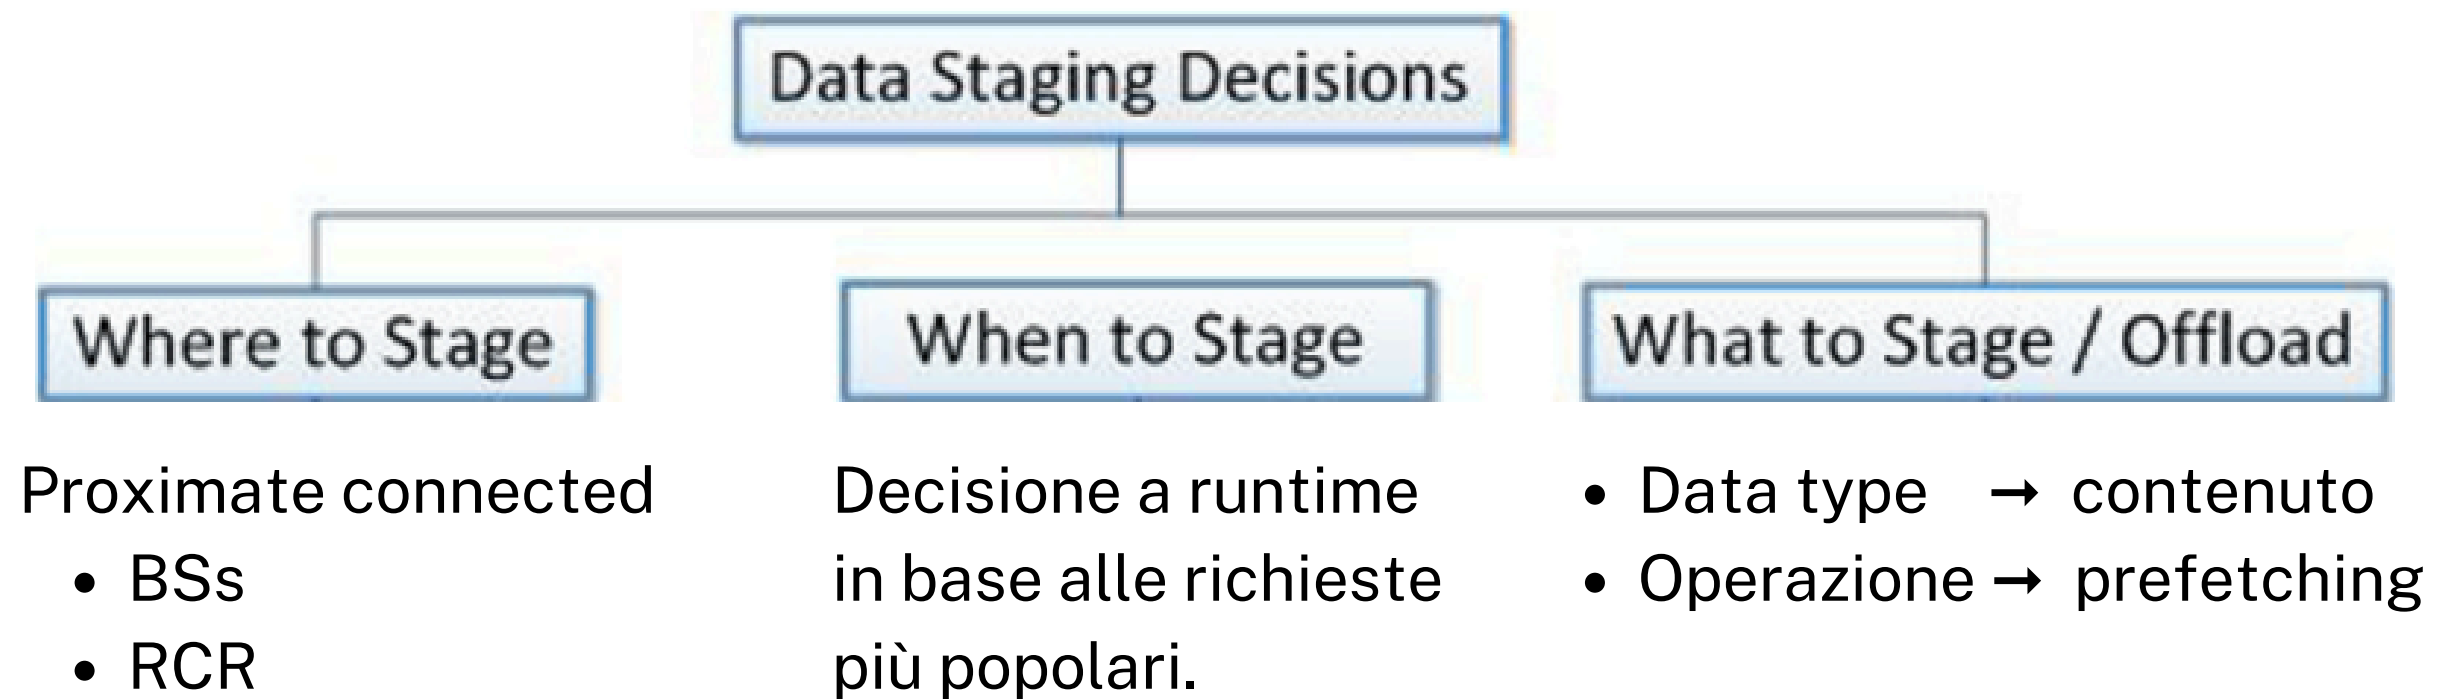 Data Staging Decisions
Where to Stage
When to Stage
What to Stage / Offload
Proximate connected
• BSs
• RCR
Decisione a runtime
in base alle richieste
più popolari.
• Data type → contenuto
• Operazione → prefetching